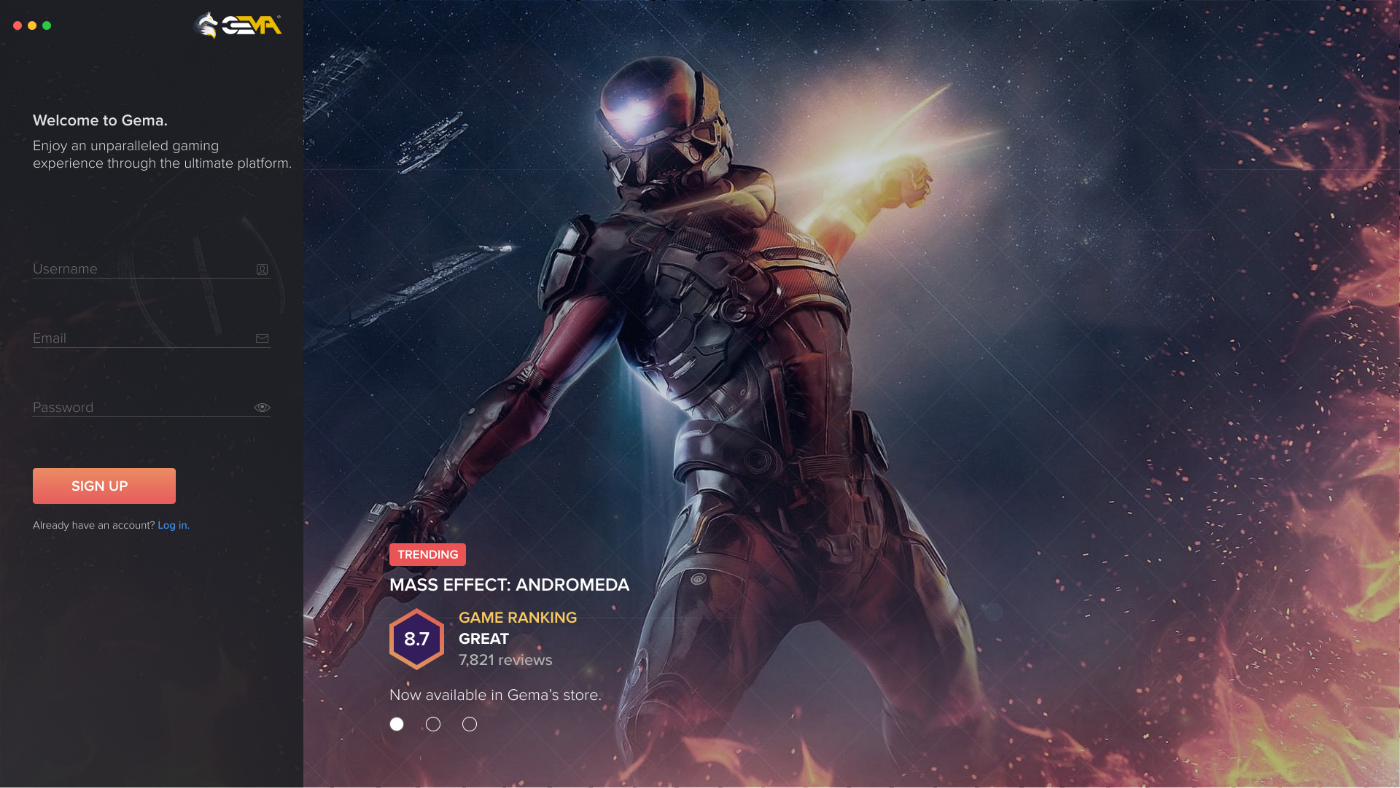 GEMA
Welcome to Gema.
Enjoy an unparalleled gaming
experience through the ultimate platform.
Username
Email
Password
SIGN UP
Already have an account? Log in.
TRENDING
MASS EFFECT: ANDROMEDA
8.7
GAME RANKING
GREAT
7,821 reviews
Now available in Gema's store.